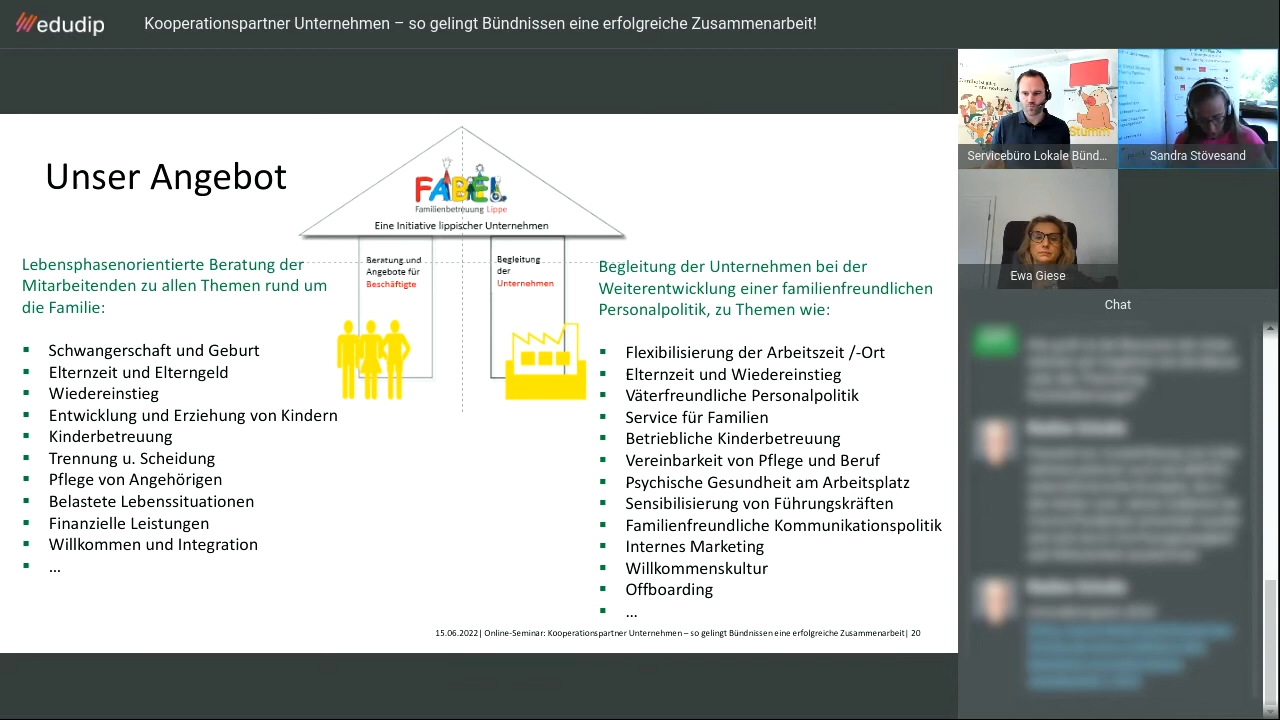 edudip
Kooperationspartner Unternehmen – so gelingt Bündnissen eine erfolgreiche Zusammenarbeit!
Unser Angebot
FABEL
Familienbetreuung Lippe
Eine Initiative lippischer Unternehmen
Beratung und
Angebote für
Beschäftigte
Begleitung
der
Unternehmen
Lebensphasenorientierte Beratung der
Mitarbeitenden zu allen Themen rund um
die Familie:
▪ Schwangerschaft und Geburt
▪ Elternzeit und Elterngeld
▪ Wiedereinstieg
▪ Entwicklung und Erziehung von Kindern
▪ Kinderbetreuung
▪ Trennung u. Scheidung
▪ Pflege von Angehörigen
▪ Belastete Lebenssituationen
▪ Finanzielle Leistungen
▪ Willkommen und Integration
▪ ...
Begleitung der Unternehmen bei der
Weiterentwicklung einer familienfreundlichen
Personalpolitik, zu Themen wie:
▪ Flexibilisierung der Arbeitszeit /-Ort
▪ Elternzeit und Wiedereinstieg
▪ Väterfreundliche Personalpolitik
▪ Service für Familien
▪ Betriebliche Kinderbetreuung
▪ Vereinbarkeit von Pflege und Beruf
▪ Psychische Gesundheit am Arbeitsplatz
▪ Sensibilisierung von Führungskräften
▪ Familienfreundliche Kommunikationspolitik
▪ Internes Marketing
▪ Willkommenskultur
▪ Offboarding
▪ ...
15.06.2022| Online-Seminar: Kooperationspartner Unternehmen – so gelingt Bündnissen eine erfolgreiche Zusammenarbeit| 20
Servicebüro Lokale Bünd...
Sandra Stövesand
Ewa Giese
Chat